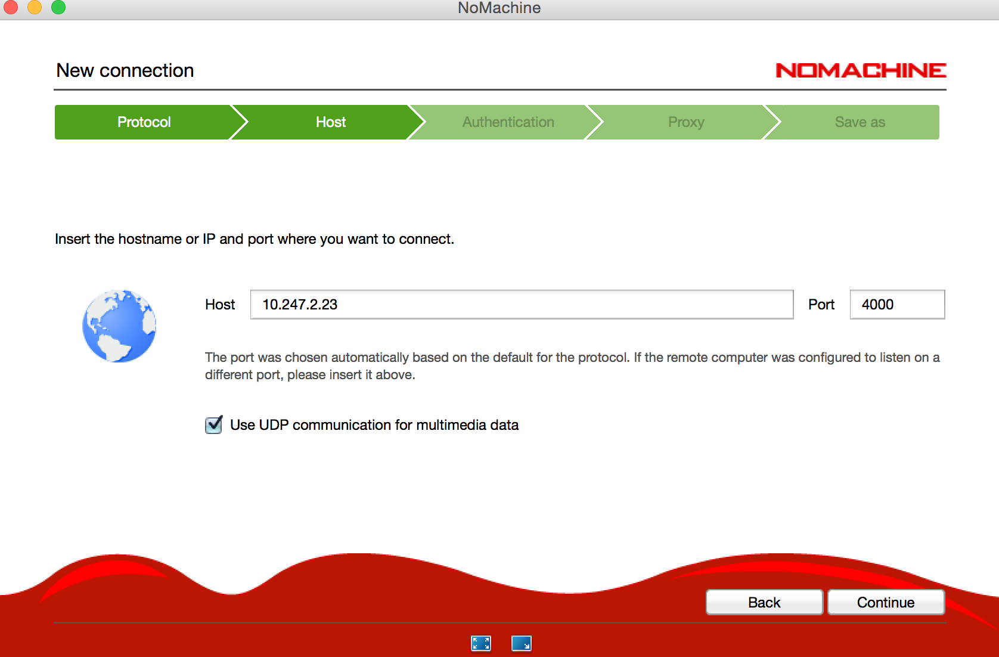 NoMachine
New connection
NOMACHINE
Protocol
Host
Authentication
Proxy
Save as
Insert the hostname or IP and port where you want to connect.
Host
10.247.2.23
Port
4000
The port was chosen automatically based on the default for the protocol. If the remote computer was configured to listen on a
different port, please insert it above.
Use UDP communication for multimedia data
Back
Continue